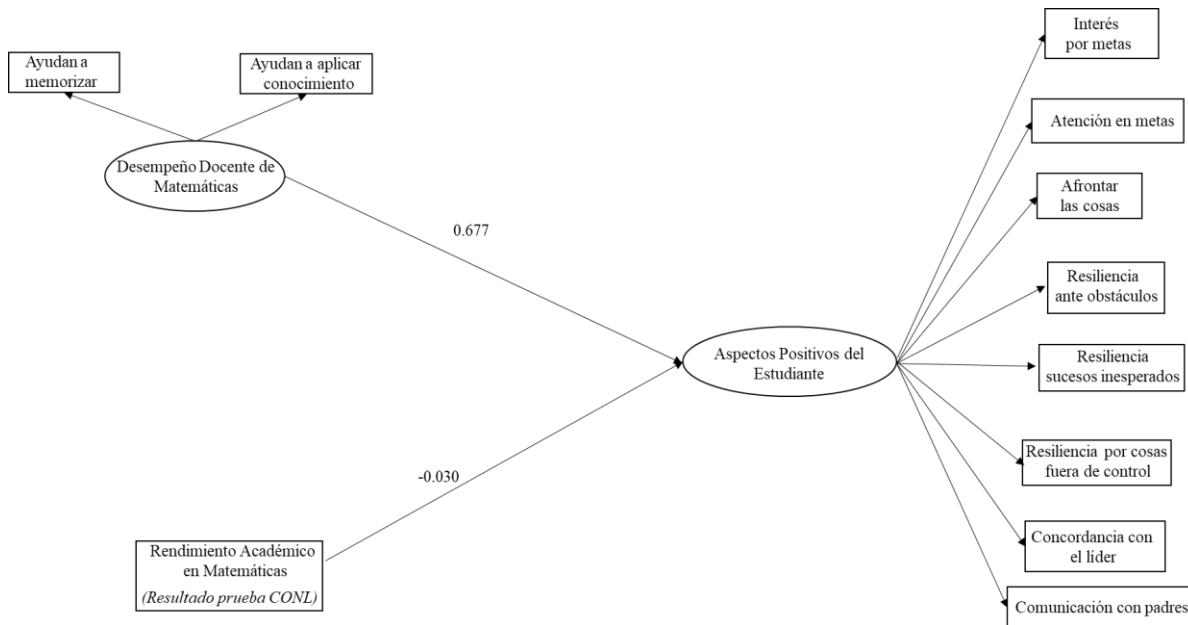 Ayudan a
memorizar
Ayudan a aplicar
conocimiento
Desempeño Docente de
Matemáticas
0.677
-0.030
Rendimiento Académico
en Matemáticas
(Resultado prueba CONL)
Aspectos Positivos del
Estudiante
Interés
por metas
Atención en metas
Afrontar
las cosas
Resiliencia
ante obstáculos
Resiliencia
sucesos inesperados
Resiliencia por cosas
fuera de control
Concordancia con
el líder
Comunicación con padres